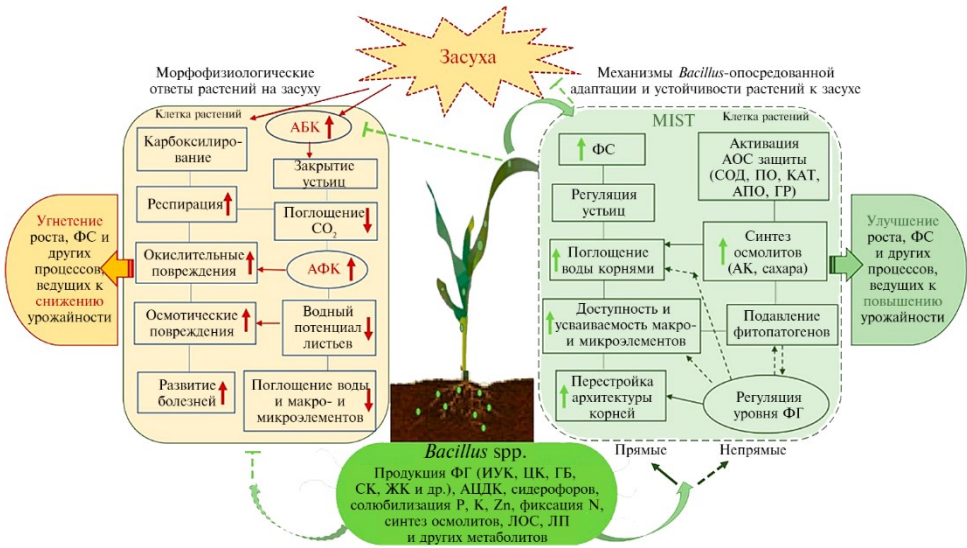 Засуха
Морфофизиологические
ответы растений на засуху
Механизмы Bacillus-опосредованной
адаптации и устойчивости растений к засухе
Клетка растений
Карбоксилиро-
вание
АБК
Закрытие
устьиц
Респирация
Поглощение
CO2
Окислительные
повреждения
АФК
Осмотические
повреждения
Водный
потенциал
листьев
Развитие
болезней
Поглощение воды
и макро- и
микроэлементов
Угнетение
роста, ФС и
других
процессов,
ведущих к
снижению
урожайности
MIST
Клетка растений
ФС
Активация
АОС защиты
(СОД, ПО, КАТ,
АПО, ГР)
Регуляция
устьиц
Поглощение
воды корнями
Синтез
осмолитов
(АК, сахара)
Доступность и
усваиваемость макро-
и микроэлементов
Подавление
фитопатогенов
Перестройка
архитектуры
корней
Регуляция
уровня ФГ
Улучшение
роста, ФС
и других
процессов,
ведущих к
повышению
урожайности
Прямые
Непрямые
Bacillus spp.
Продукция ФГ (ИУК, ЦК, ГБ,
СК, ЖК и др.), АЦДК, сидерофоров,
солюбилизация P, K, Zn, фиксация N,
синтез осмолитов, ЛОС, ЛП
и других метаболитов